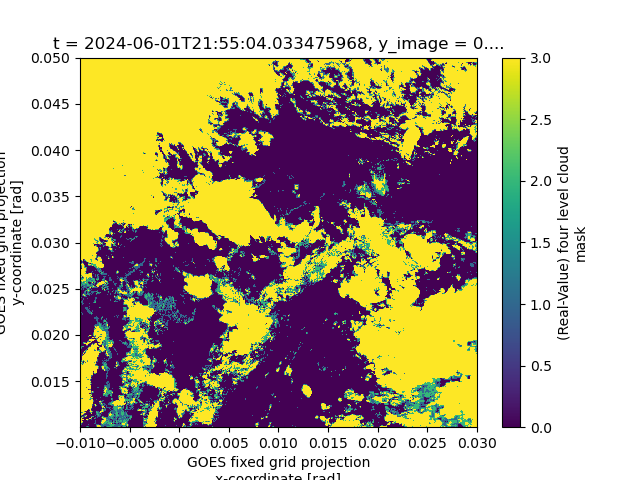 t = 2024-06-01T21:55:04.033475968, y_image = 0....
0.050
0.045
0.040
0.035
0.030
0.025
0.020
0.015
GOES fixed grid projection
y-coordinate [rad]
−0.010 −0.005 0.000 0.005 0.010 0.015 0.020 0.025 0.030
GOES fixed grid projection
x-coordinate [rad]
3.0
2.5
2.0
1.5
1.0
0.5
0.0
(Real-Value) four level cloud
mask